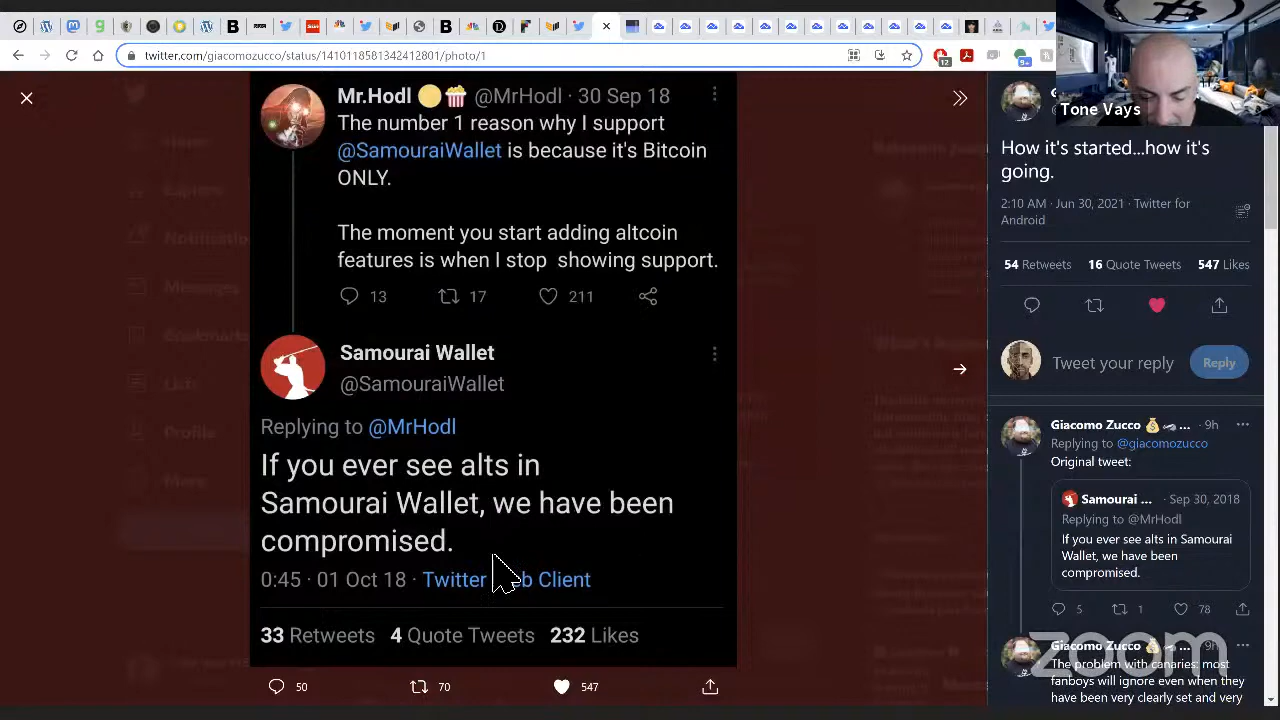 twitter.com/giacomozucco/status/1410118581342412801/photo/1
12
9+
Tone Vays
Mr.Hodl @MrHodl · 30 Sep 18
The number 1 reason why I support
@SamouraiWallet is because it's Bitcoin
ONLY.
The moment you start adding altcoin
features is when I stop showing support.
13 17 211
Samourai Wallet
@SamouraiWallet
Replying to @MrHodl
If you ever see alts in
Samourai Wallet, we have been
compromised.
0:45 · 01 Oct 18 · Twitter Client
33 Retweets 4 Quote Tweets 232 Likes
50 70 547
How it's started...how it's
going.
2:10 AM · Jun 30, 2021 · Twitter for
Android
54 Retweets 16 Quote Tweets 547 Likes
Tweet your reply
Reply
Giacomo Zucco ... · 9h
Replying to @giacomozucco
Original tweet:
Samourai ... · Sep 30, 2018
Replying to @MrHodl
If you ever see alts in Samourai
Wallet, we have been
compromised.
5 1 78
Giacomo Zucco ... 9h
The problem with canaries: most
fanboys will ignore even when they
have been very clearly set and very
zoom